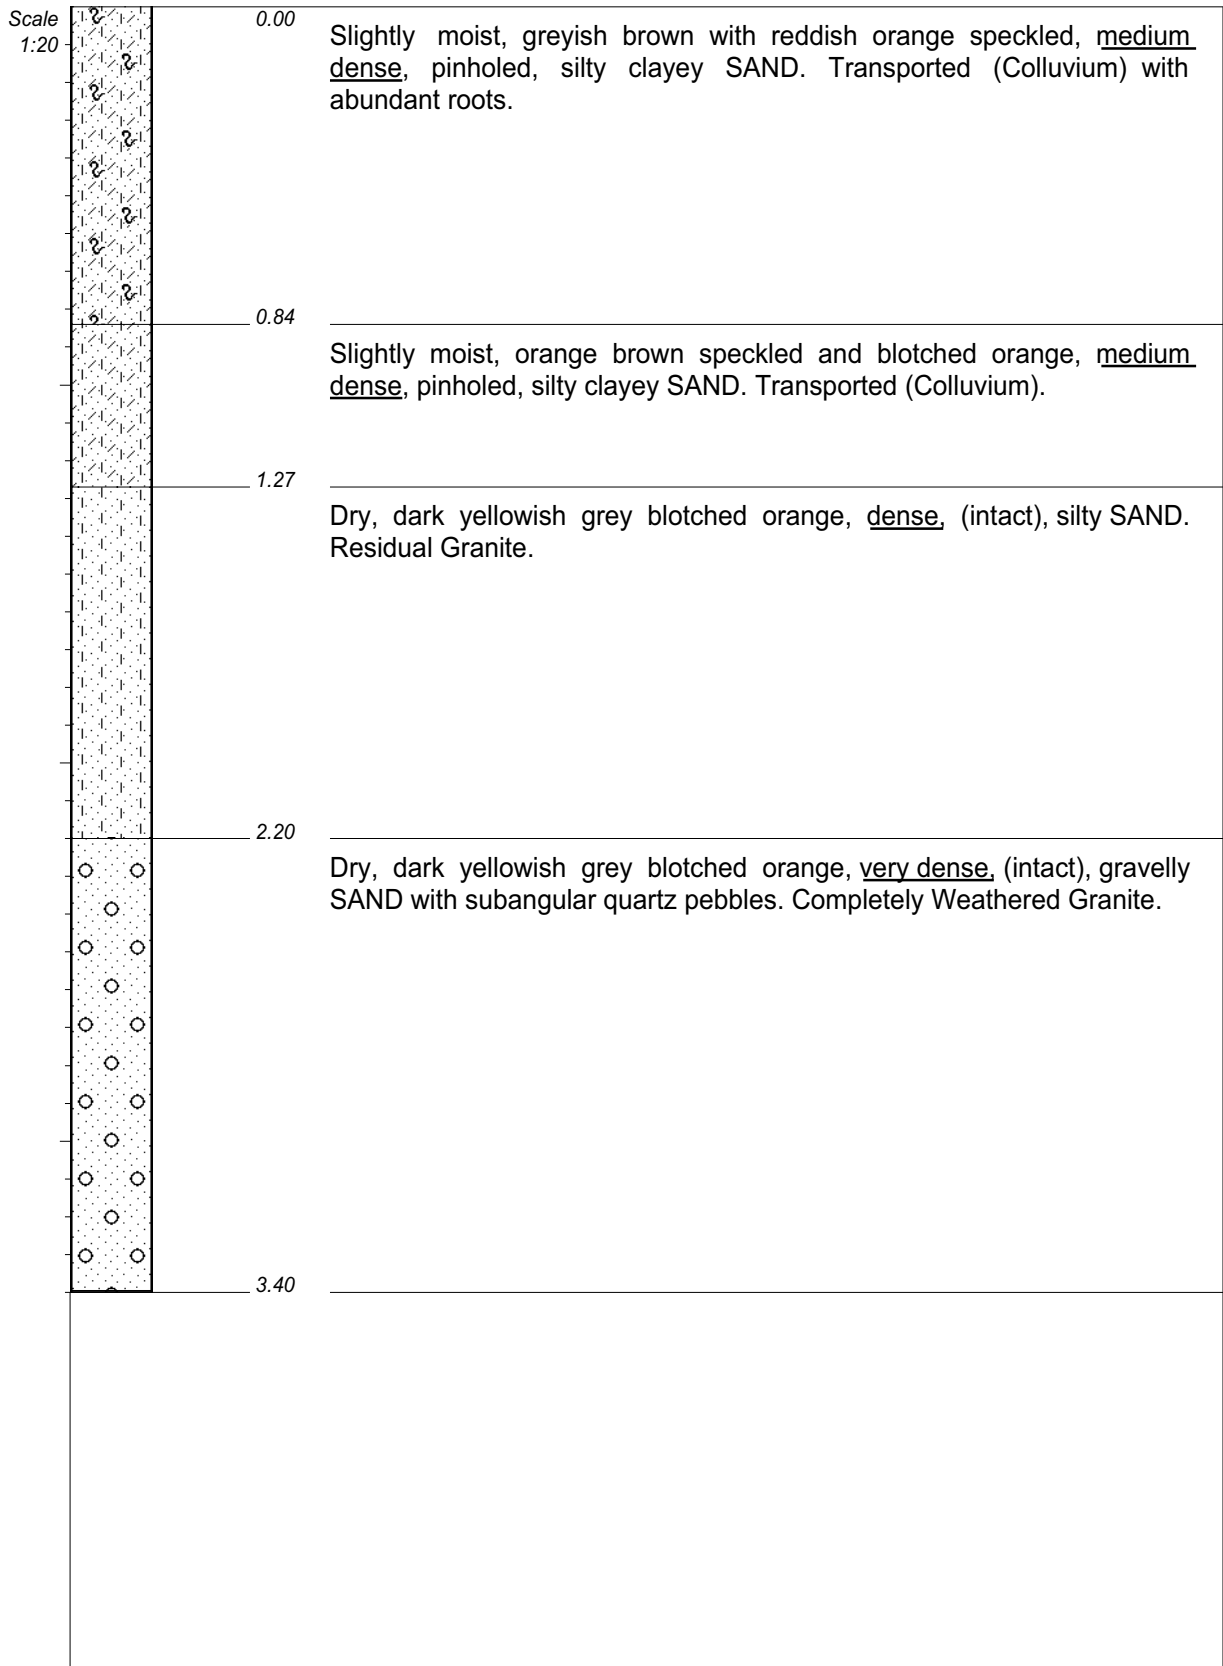 Scale
1:20
0.00
Slightly moist, greyish brown with reddish orange speckled, medium
dense, pinholed, silty clayey SAND. Transported (Colluvium) with
abundant roots.
0.84
Slightly moist, orange brown speckled and blotched orange, medium
dense, pinholed, silty clayey SAND. Transported (Colluvium).
1.27
Dry, dark yellowish grey blotched orange, dense, (intact), silty SAND.
Residual Granite.
2.20
Dry, dark yellowish grey blotched orange, very dense, (intact), gravelly
SAND with subangular quartz pebbles. Completely Weathered Granite.
3.40